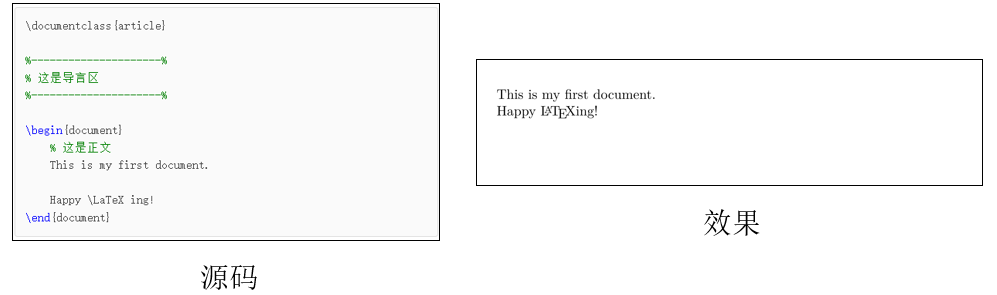 \documentclass{article}
%---------------------%
% 这是导言区
%---------------------%
\begin{document}
% 这是正文
This is my first document.
Happy \LaTeX ing!
\end{document}
源码
This is my first document.
Happy LATEXing!
效果